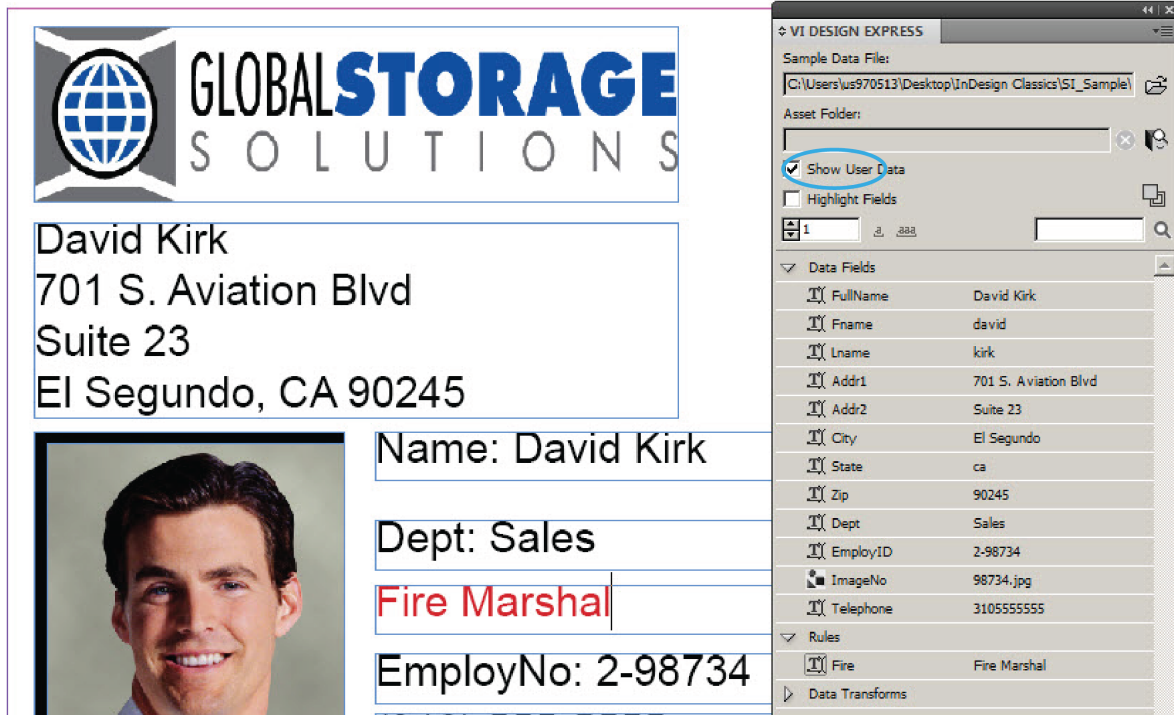 GLOBALSTORAGE
SOLUTIONS
David Kirk
701 S. Aviation Blvd
Suite 23
El Segundo, CA 90245
Name: David Kirk
Dept: Sales
Fire Marshal
EmployNo: 2-98734
VI DESIGN EXPRESS
Sample Data File:
C:\Users\us970513\Desktop\InDesign Classics\SI_Sample\
Asset Folder:
Show User Data
Highlight Fields
1 a aaa
Data Fields
FullName David Kirk
Fname david
Lname kirk
Addr1 701 S. Aviation Blvd
Addr2 Suite 23
City El Segundo
State ca
Zip 90245
Dept Sales
EmployID 2-98734
ImageNo 98734.jpg
Telephone 3105555555
Rules
Fire Fire Marshal
Data Transforms